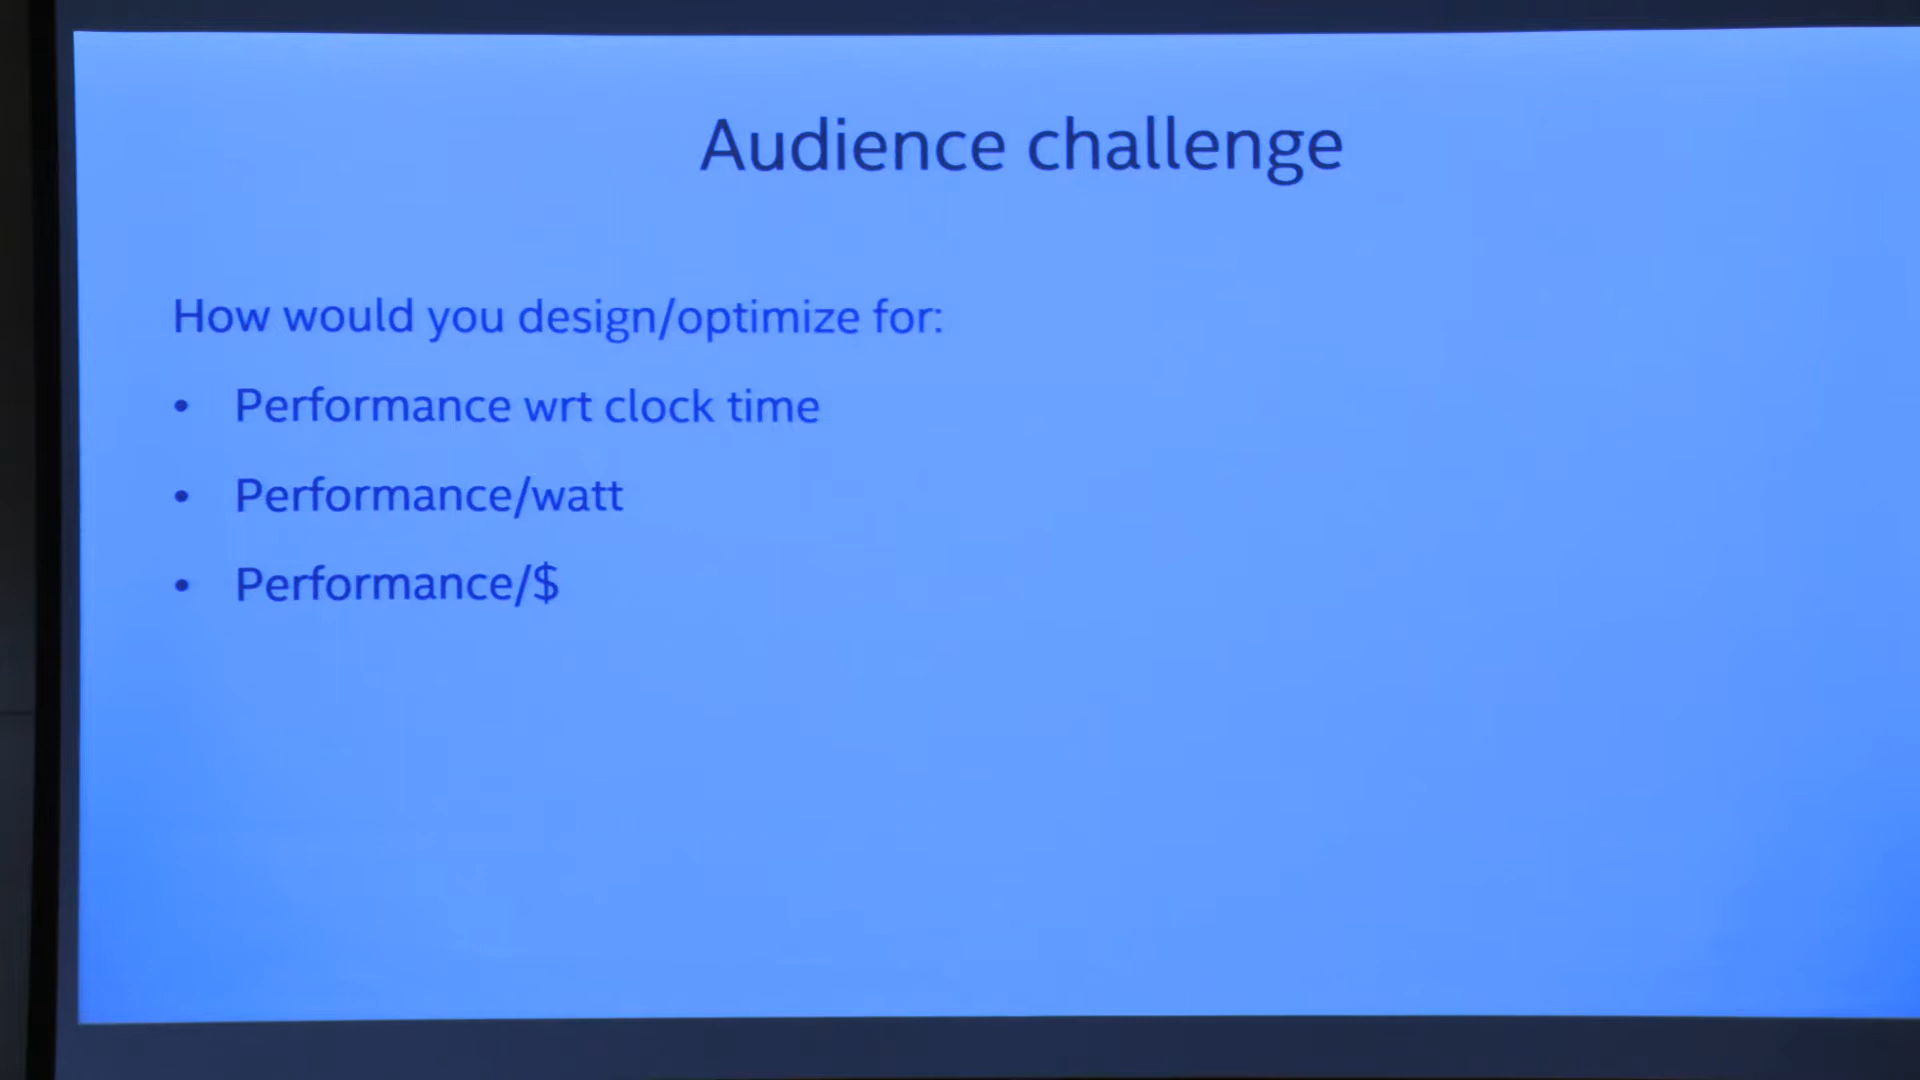 Audience challenge
How would you design/optimize for:
• Performance wrt clock time
• Performance/watt
• Performance/$